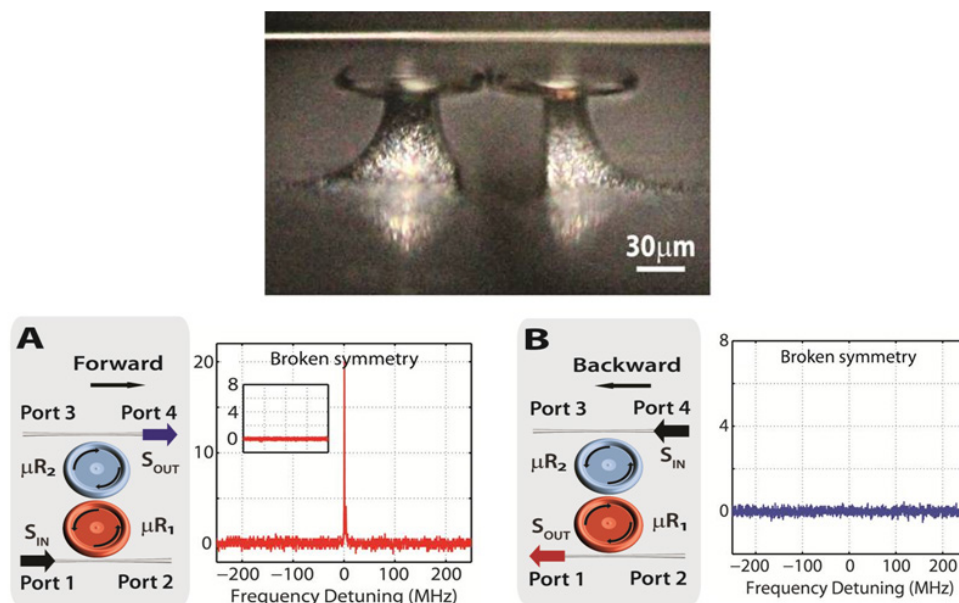 30μm
A
Forward
Port 3 Port 4
μR₂
S_OUT
S_IN
μR₁
Port 1 Port 2
Broken symmetry
20
10
0
8
4
0
−200 −100 0 100 200
Frequency Detuning (MHz)
B
Backward
Port 3 Port 4
μR₂
S_IN
S_OUT
μR₁
Port 1 Port 2
Broken symmetry
8
4
0
−200 −100 0 100 200
Frequency Detuning (MHz)